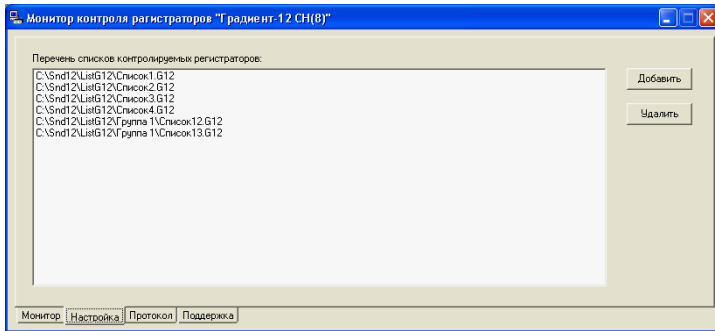 Монитор контроля рагистраторов "Градиент-12 СН(8)"
Перечень списков контролируемых регистраторов:
C:\Snd12\ListG12\Список1.G12
C:\Snd12\ListG12\Список2.G12
C:\Snd12\ListG12\Список3.G12
C:\Snd12\ListG12\Список4.G12
C:\Snd12\ListG12\Группа 1\Список12.G12
C:\Snd12\ListG12\Группа 1\Список13.G12
Добавить
Удалить
Монитор Настройка Протокол Поддержка